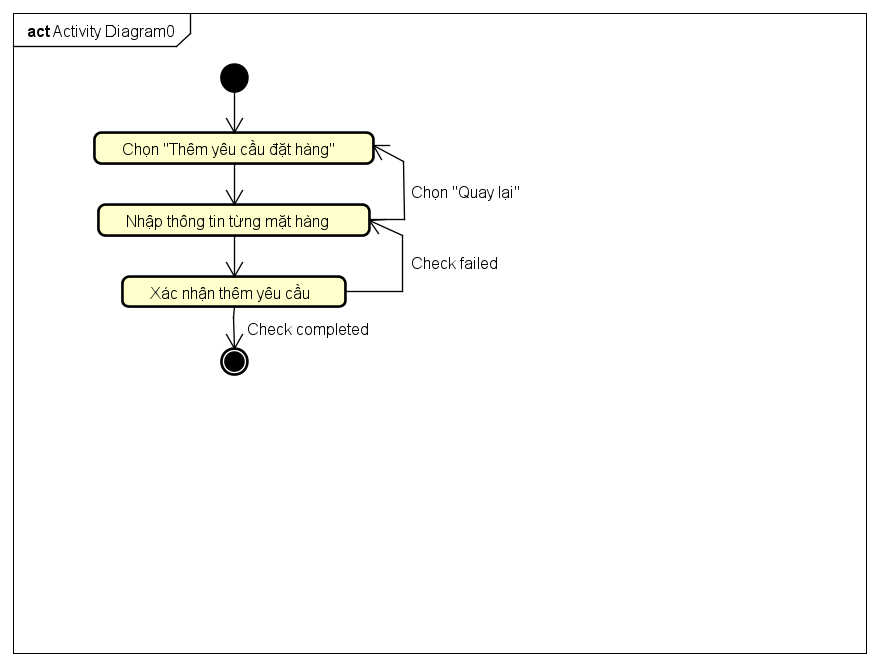 act Activity Diagram0
Chọn "Thêm yêu cầu đặt hàng"
Chọn "Quay lại"
Nhập thông tin từng mặt hàng
Check failed
Xác nhận thêm yêu cầu
Check completed